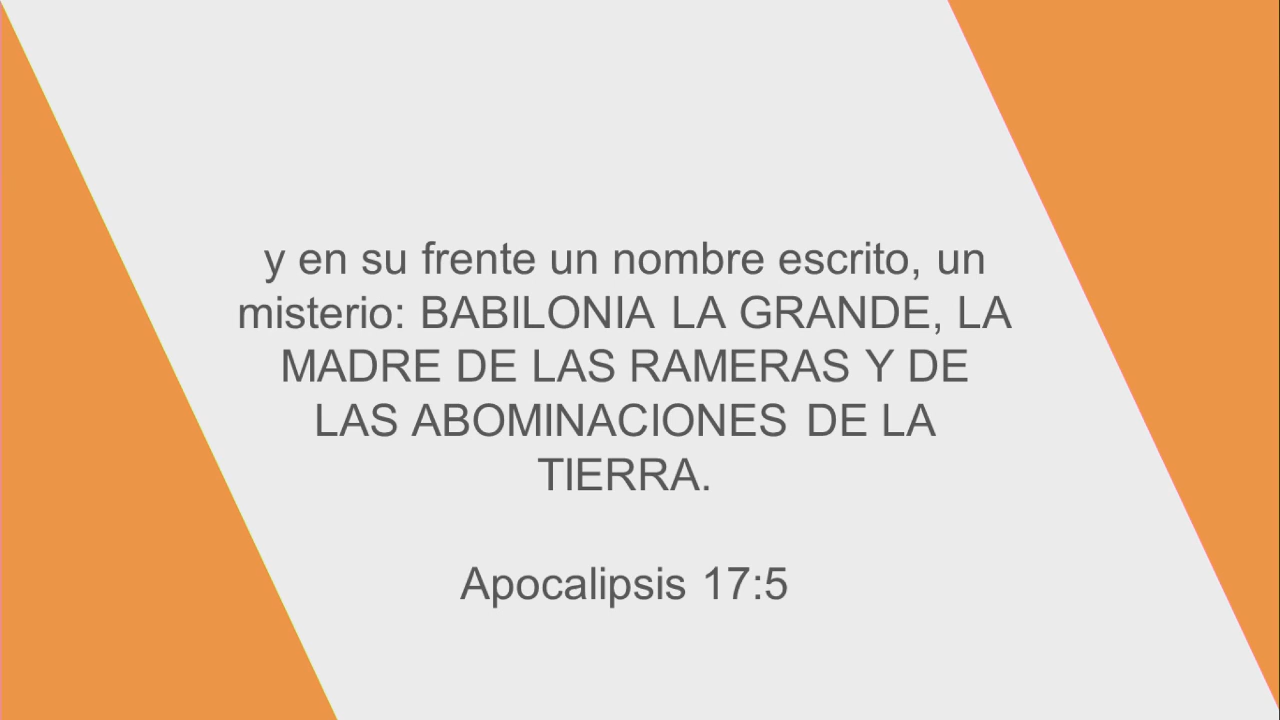 y en su frente un nombre escrito, un
misterio: BABILONIA LA GRANDE, LA
MADRE DE LAS RAMERAS Y DE
LAS ABOMINACIONES DE LA
TIERRA.
Apocalipsis 17:5